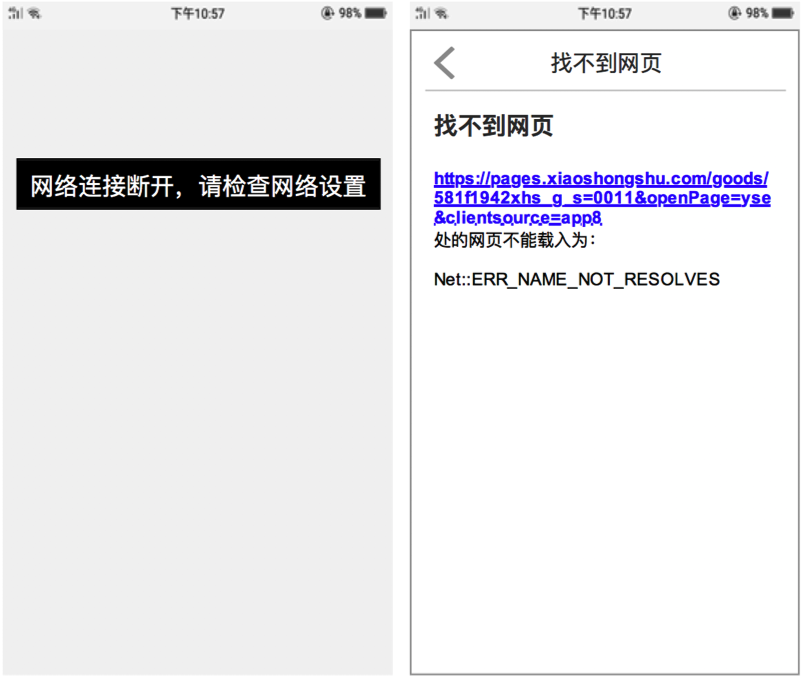 下午10:57
98%
网络连接断开，请检查网络设置
下午10:57
98%
找不到网页
找不到网页
https://pages.xiaoshongshu.com/goods/
581f1942xhs_g_s=0011&openPage=yse
&clientsource=app8
处的网页不能载入为：
Net::ERR_NAME_NOT_RESOLVES